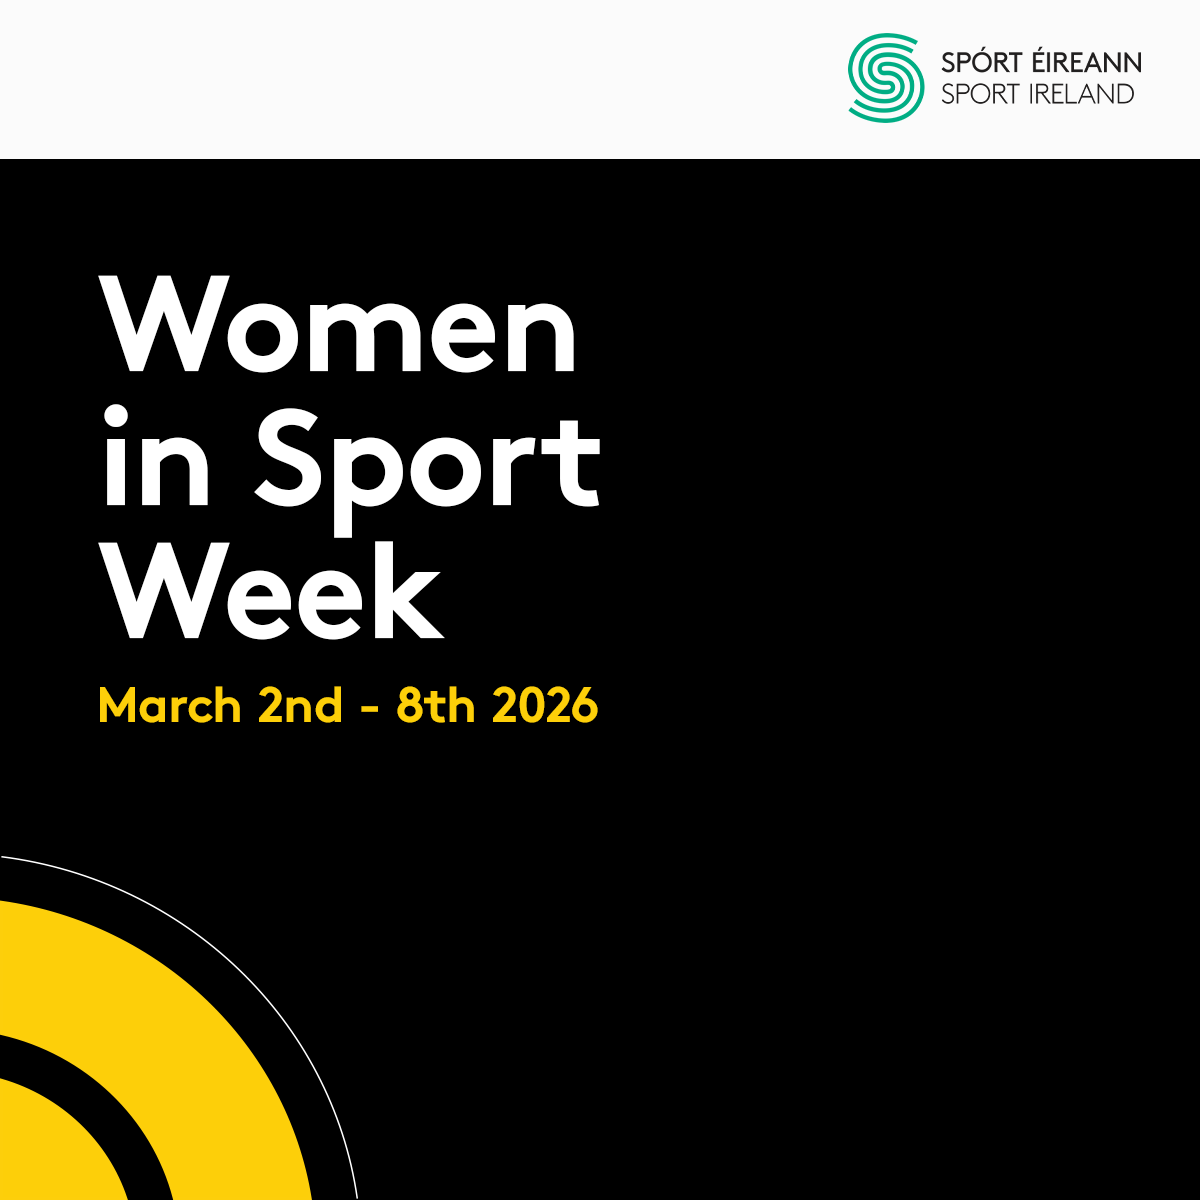 SPÓRT ÉIREANN
SPORT IRELAND
Women
in Sport
Week
March 2nd - 8th 2026